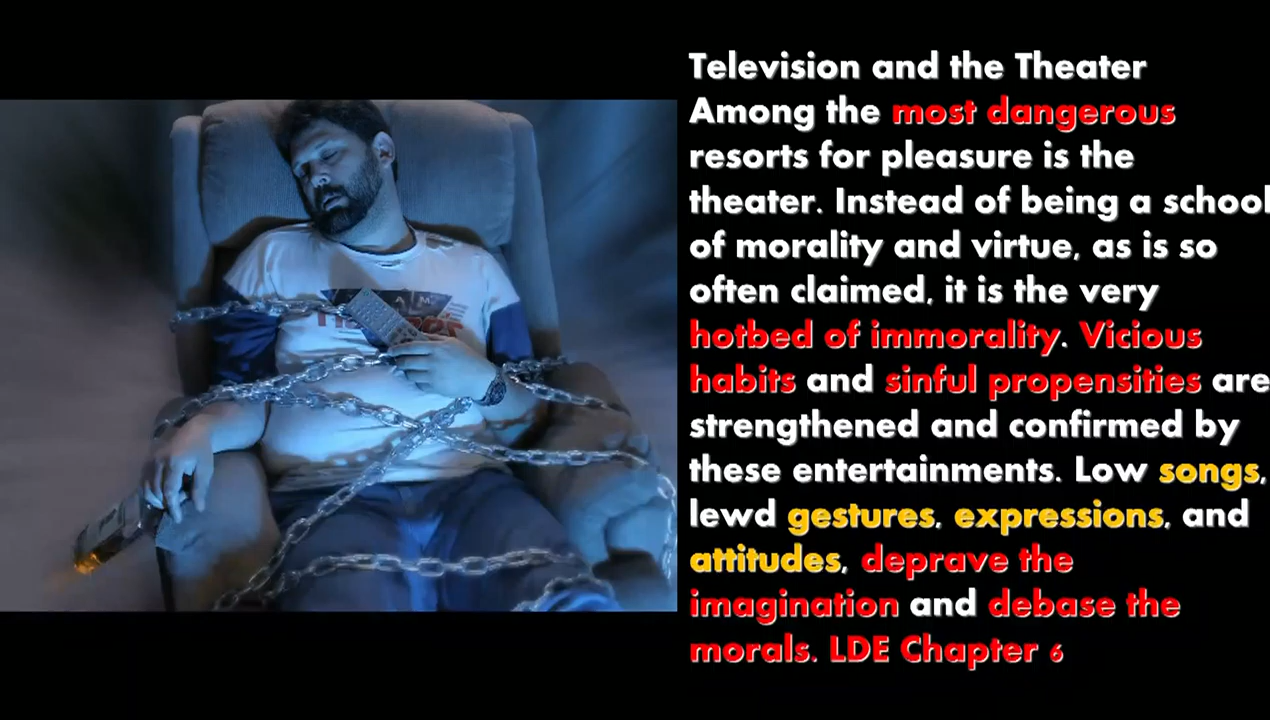 Television and the Theater
Among the most dangerous
resorts for pleasure is the
theater. Instead of being a school
of morality and virtue, as is so
often claimed, it is the very
hotbed of immorality. Vicious
habits and sinful propensities are
strengthened and confirmed by
these entertainments. Low songs,
lewd gestures, expressions, and
attitudes, deprave the
imagination and debase the
morals. LDE Chapter 6